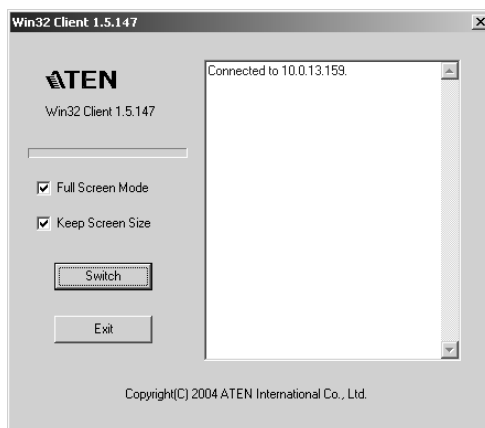 Win32 Client 1.5.147
ATEN
Win32 Client 1.5.147
Full Screen Mode
Keep Screen Size
Switch
Exit
Connected to 10.0.13.159.
Copyright(C) 2004 ATEN International Co., Ltd.